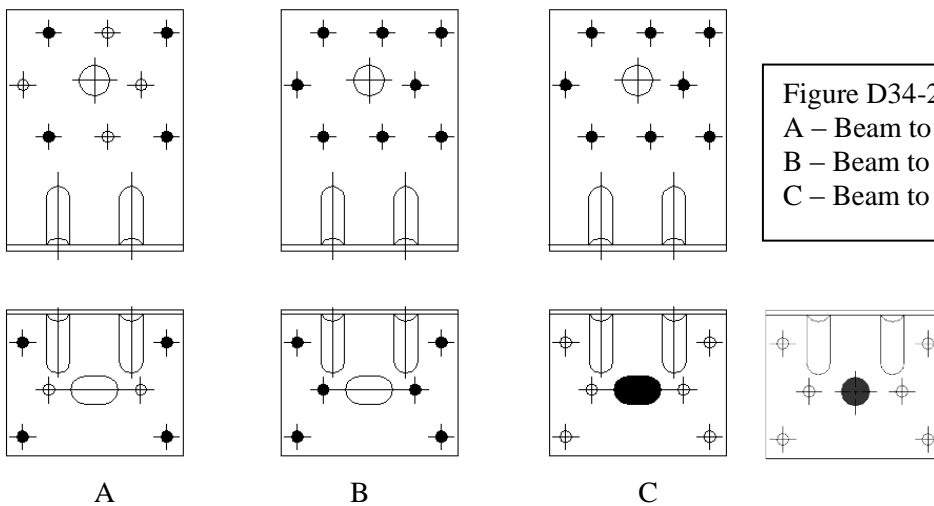 Figure D34-2
A – Beam to
B – Beam to
C – Beam to
A B C